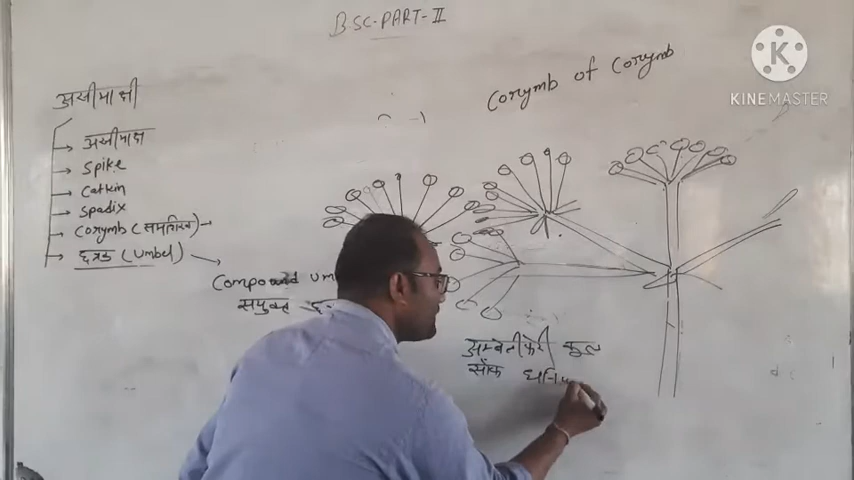 BSC-PART-II
Corymb of Corymb
KINEMASTER
असीमाक्षी
असीमाक्ष
Spike
Catkin
Spadix
Corymb (समशिख)
छत्रक (Umbel)
Compound um
सयुक्त
अम्बेलीफेरी कुल
सौंफ धनिया